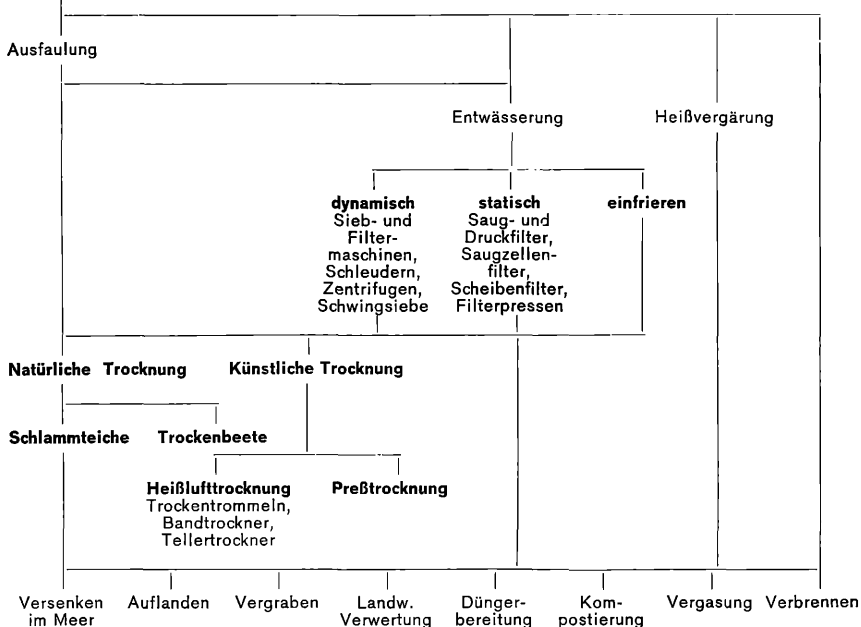 Ausfaulung
Entwässerung Heißvergärung
dynamisch
Sieb- und
Filter-
maschinen,
Schleudern,
Zentrifugen,
Schwingsiebe
statisch
Saug- und
Druckfilter,
Saugzellen-
filter,
Scheibenfilter,
Filterpressen
einfrieren
Natürliche Trocknung Künstliche Trocknung
Schlammteiche Trockenbeete
Heißlufttrocknung
Trockentrommeln,
Bandtrockner,
Tellertrockner
Preßtrocknung
Versenken
im Meer
Auflanden
Vergraben
Landw.
Verwertung
Dünger-
bereitung
Kom-
postierung
Vergasung
Verbrennen